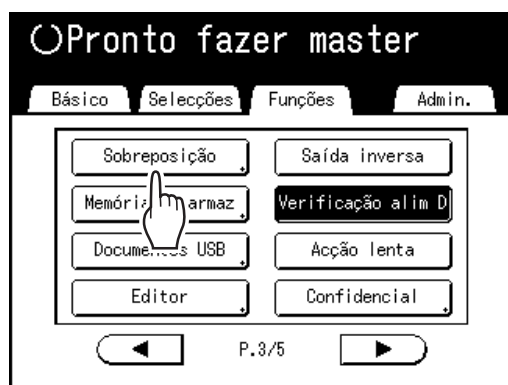 Pronto fazer master
Básico Selecções Funções Admin.
Sobreposição Saída inversa
armaz Verificação alim D
USB Acção lenta
Editor Confidencial
P.3/5